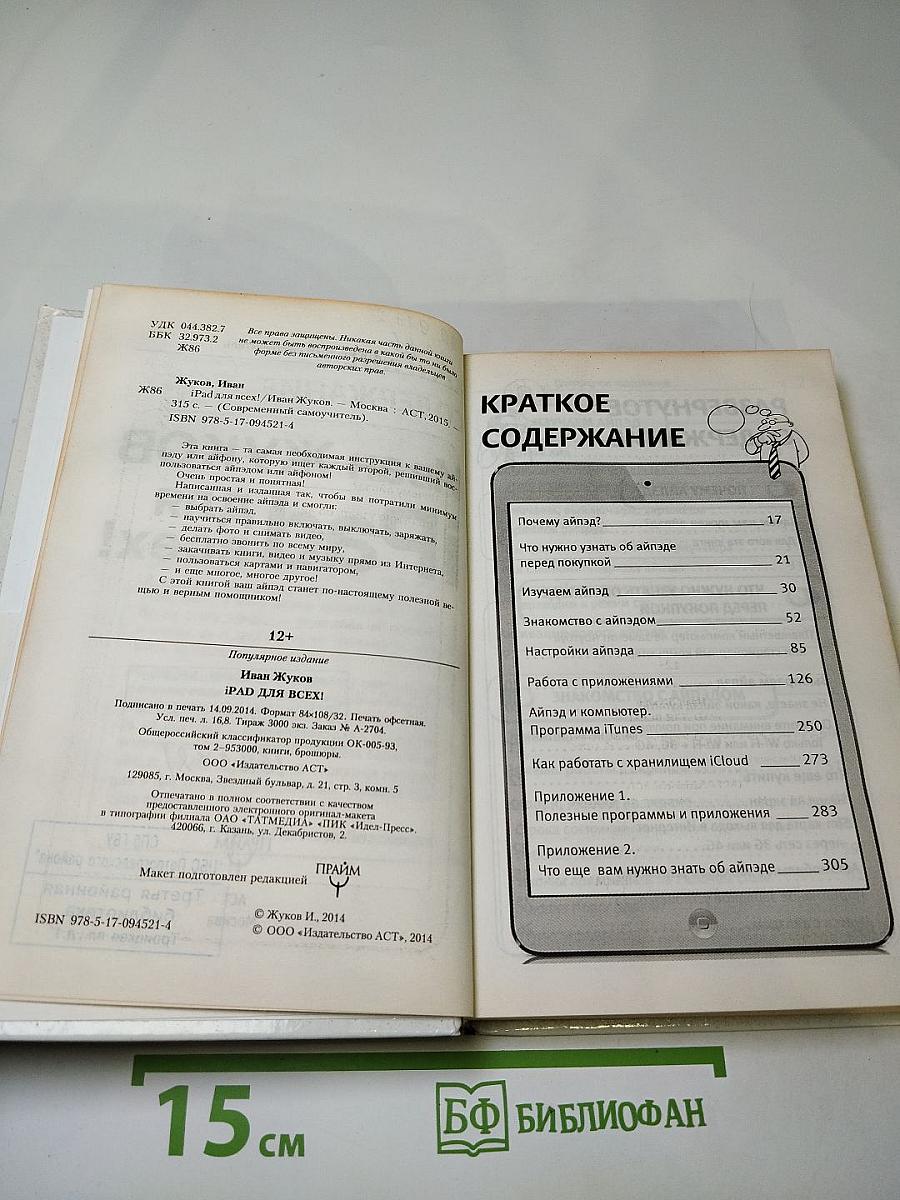 УДК 044.382.7
ББК 32.973.2
Ж86
Все права защищены. Никакая часть данной книги
не может быть воспроизведена в какой бы то ни было
форме без письменного разрешения владельцев
авторских прав.
Жуков, Иван
Ж86 iPad для всех! / Иван Жуков. — Москва : АСТ, 2015. —
315 с. — (Современный самоучитель).
ISBN 978-5-17-094521-4
Эта книга — та самая необходимая инструкция к вашему ай-
пэду или айфону, которую ищет каждый второй, решивший вос-
пользоваться айпэдом или айфоном!
Очень простая и понятная!
Написанная и изданная так, чтобы вы потратили минимум
времени на освоение айпэда и смогли:
— выбрать айпэд,
— научиться правильно включать, выключать, заряжать,
— делать фото и снимать видео,
— бесплатно звонить по всему миру,
— закачивать книги, видео и музыку прямо из Интернета,
— пользоваться картами и навигатором,
— и еще многое, многое другое!
С этой книгой ваш айпэд станет по-настоящему полезной ве-
щью и верным помощником!
12+
Популярное издание
Иван Жуков
iPAD ДЛЯ ВСЕХ!
Подписано в печать 14.09.2014. Формат 84×108/32. Печать офсетная.
Усл. печ. л. 16,8. Тираж 3000 экз. Заказ № А-2704.
Общероссийский классификатор продукции ОК-005-93,
том 2–953000, книги, брошюры.
ООО «Издательство АСТ»
129085, г. Москва, Звездный бульвар, д. 21, стр. 3, комн. 5
Отпечатано в полном соответствии с качеством
предоставленного электронного оригинал-макета
в типографии филиала ОАО «ТАТМЕДИА» «ПИК «Идел-Пресс».
420066, г. Казань, ул. Декабристов, 2.
Макет подготовлен редакцией ПРАЙМ
© Жуков И., 2014
ISBN 978-5-17-094521-4 © ООО «Издательство АСТ», 2014
КРАТКОЕ
СОДЕРЖАНИЕ
Почему айпэд? 17
Что нужно узнать об айпэде
перед покупкой 21
Изучаем айпэд 30
Знакомство с айпэдом 52
Настройки айпэда 85
Работа с приложениями 126
Айпэд и компьютер.
Программа iTunes 250
Как работать с хранилищем iCloud 273
Приложение 1.
Полезные программы и приложения 283
Приложение 2.
Что еще вам нужно знать об айпэде 305
15 см
БФ БИБЛИОФАН